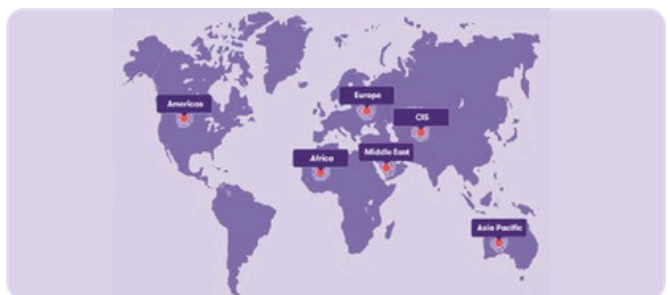 Americas
Europe
CIS
Africa
Middle East
Asia Pacific